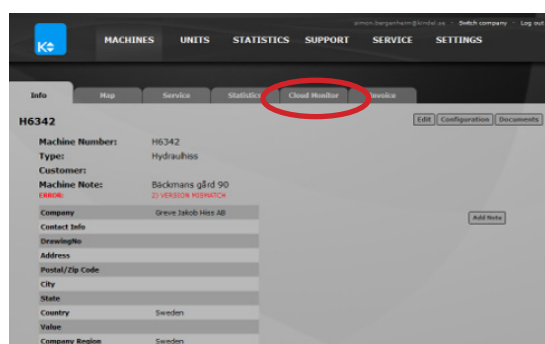 simon.bergenheim@kindel.se · Switch company · Log out
K
MACHINES UNITS STATISTICS SUPPORT SERVICE SETTINGS
Info Map Service Statistics Cloud Monitor Invoice
H6342
Edit Configuration Documents
Machine Number: H6342
Type: Hydraulhiss
Customer:
Machine Note: Bäckmans gård 90
ERROR: 2) VERSION MISMATCH
Company Greve Jakob Hiss AB
Add Note
Contact Info
DrawingNo
Address
Postal/Zip Code
City
State
Country Sweden
Value
Company Region Sweden